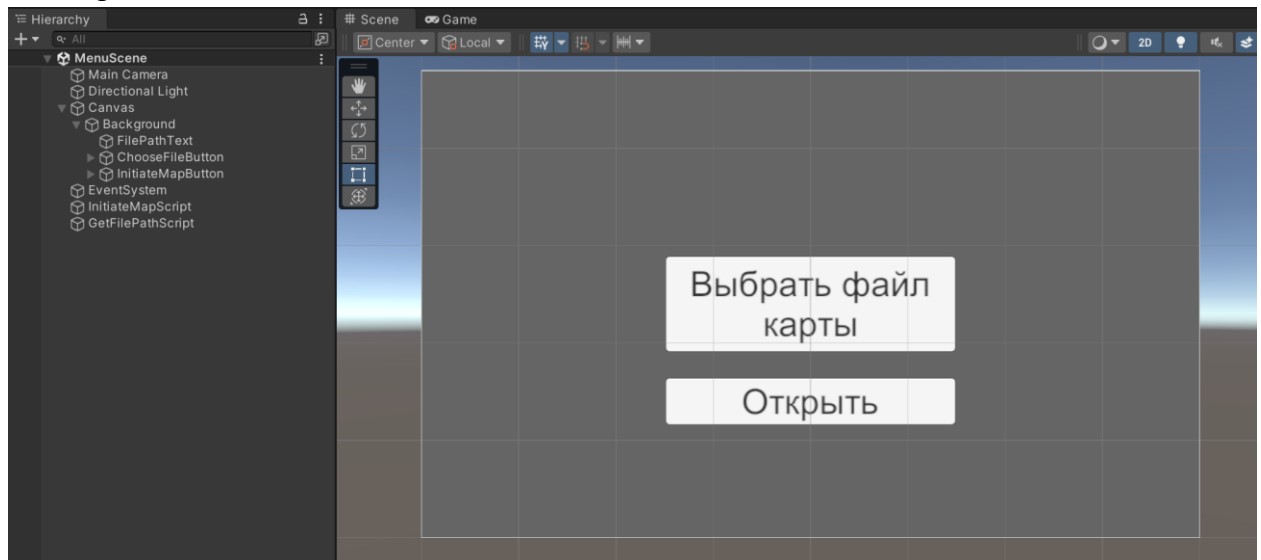 Hierarchy
All
MenuScene
Main Camera
Directional Light
Canvas
Background
FilePathText
ChooseFileButton
InitiateMapButton
EventSystem
InitiateMapScript
GetFilePathScript
Scene
Game
Center
Local
2D
Выбрать файл
карты
Открыть